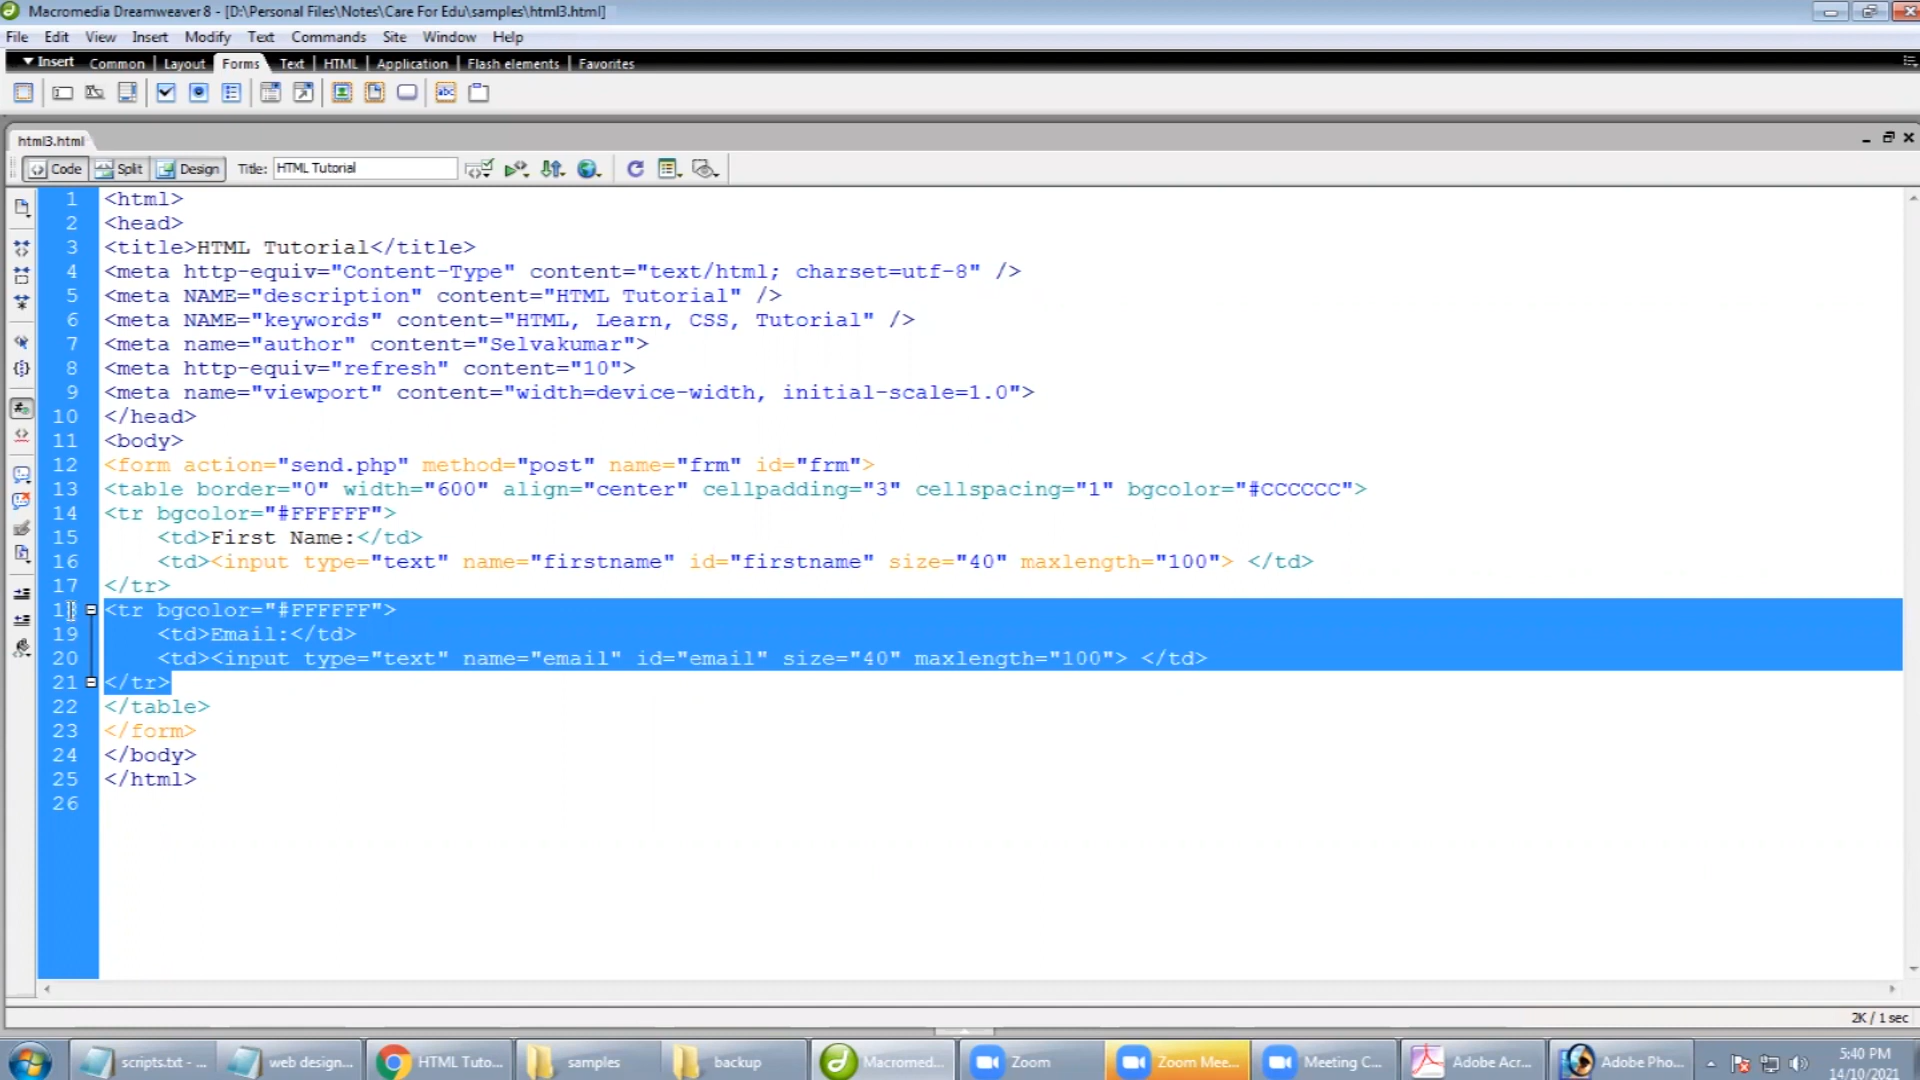 Macromedia Dreamweaver 8 - [D:\Personal Files\Notes\Care For Edu\samples\html3.html]
File Edit View Insert Modify Text Commands Site Window Help
▼ Insert Common Layout Forms Text HTML Application Flash elements Favorites
html3.html
Code Split Design Title: HTML Tutorial
1 <html>
2 <head>
3 <title>HTML Tutorial</title>
4 <meta http-equiv="Content-Type" content="text/html; charset=utf-8" />
5 <meta NAME="description" content="HTML Tutorial" />
6 <meta NAME="keywords" content="HTML, Learn, CSS, Tutorial" />
7 <meta name="author" content="Selvakumar">
8 <meta http-equiv="refresh" content="10">
9 <meta name="viewport" content="width=device-width, initial-scale=1.0">
10 </head>
11 <body>
12 <form action="send.php" method="post" name="frm" id="frm">
13 <table border="0" width="600" align="center" cellpadding="3" cellspacing="1" bgcolor="#CCCCCC">
14 <tr bgcolor="#FFFFFF">
15 <td>First Name:</td>
16 <td><input type="text" name="firstname" id="firstname" size="40" maxlength="100"> </td>
17 </tr>
18 <tr bgcolor="#FFFFFF">
19 <td>Email:</td>
20 <td><input type="text" name="email" id="email" size="40" maxlength="100"> </td>
21 </tr>
22 </table>
23 </form>
24 </body>
25 </html>
26
2K / 1 sec
scripts.txt - ... web design... HTML Tuto... samples backup Macromed... Zoom Zoom Mee... Meeting C... Adobe Acr... Adobe Pho... 5:40 PM
14/10/2021